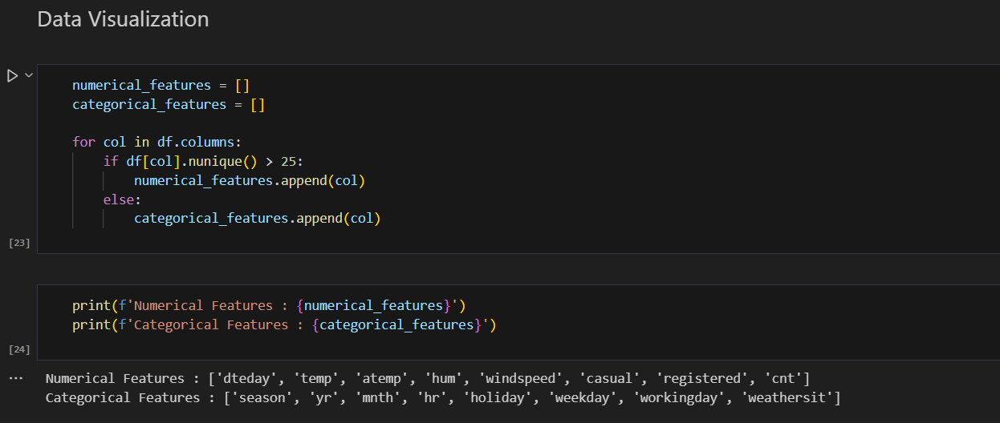 Data Visualization
numerical_features = []
categorical_features = []
for col in df.columns:
    if df[col].nunique() > 25:
        numerical_features.append(col)
    else:
        categorical_features.append(col)
[23]
print(f'Numerical Features : {numerical_features}')
print(f'Categorical Features : {categorical_features}')
[24]
... Numerical Features : ['dteday', 'temp', 'atemp', 'hum', 'windspeed', 'casual', 'registered', 'cnt']
Categorical Features : ['season', 'yr', 'mnth', 'hr', 'holiday', 'weekday', 'workingday', 'weathersit']